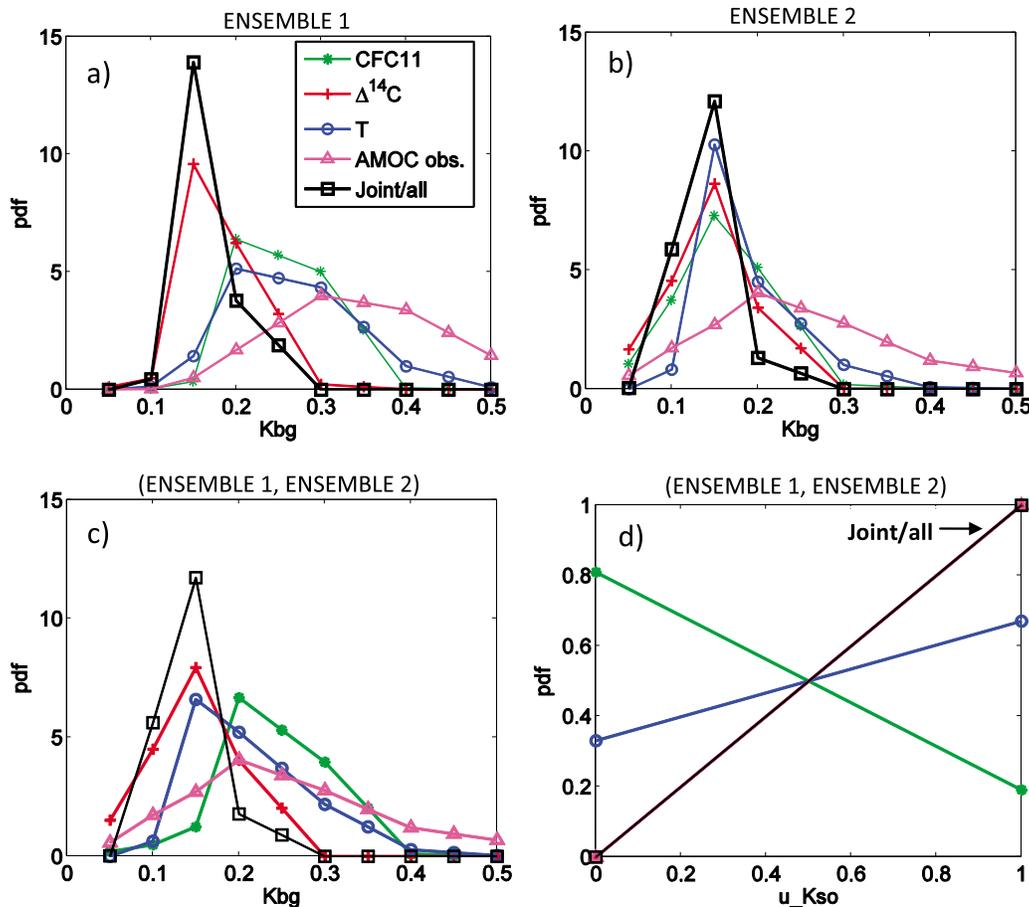 ENSEMBLE 1
15
10
5
0
pdf
a)
CFC11
Δ¹⁴C
T
AMOC obs.
Joint/all
0 0.1 0.2 0.3 0.4 0.5
Kbg
ENSEMBLE 2
15
10
5
0
pdf
b)
0 0.1 0.2 0.3 0.4 0.5
Kbg
(ENSEMBLE 1, ENSEMBLE 2)
15
10
5
0
pdf
c)
0 0.1 0.2 0.3 0.4 0.5
Kbg
(ENSEMBLE 1, ENSEMBLE 2)
1
0.8
0.6
0.4
0.2
0
pdf
d)
Joint/all
0 0.2 0.4 0.6 0.8 1
u_Kso